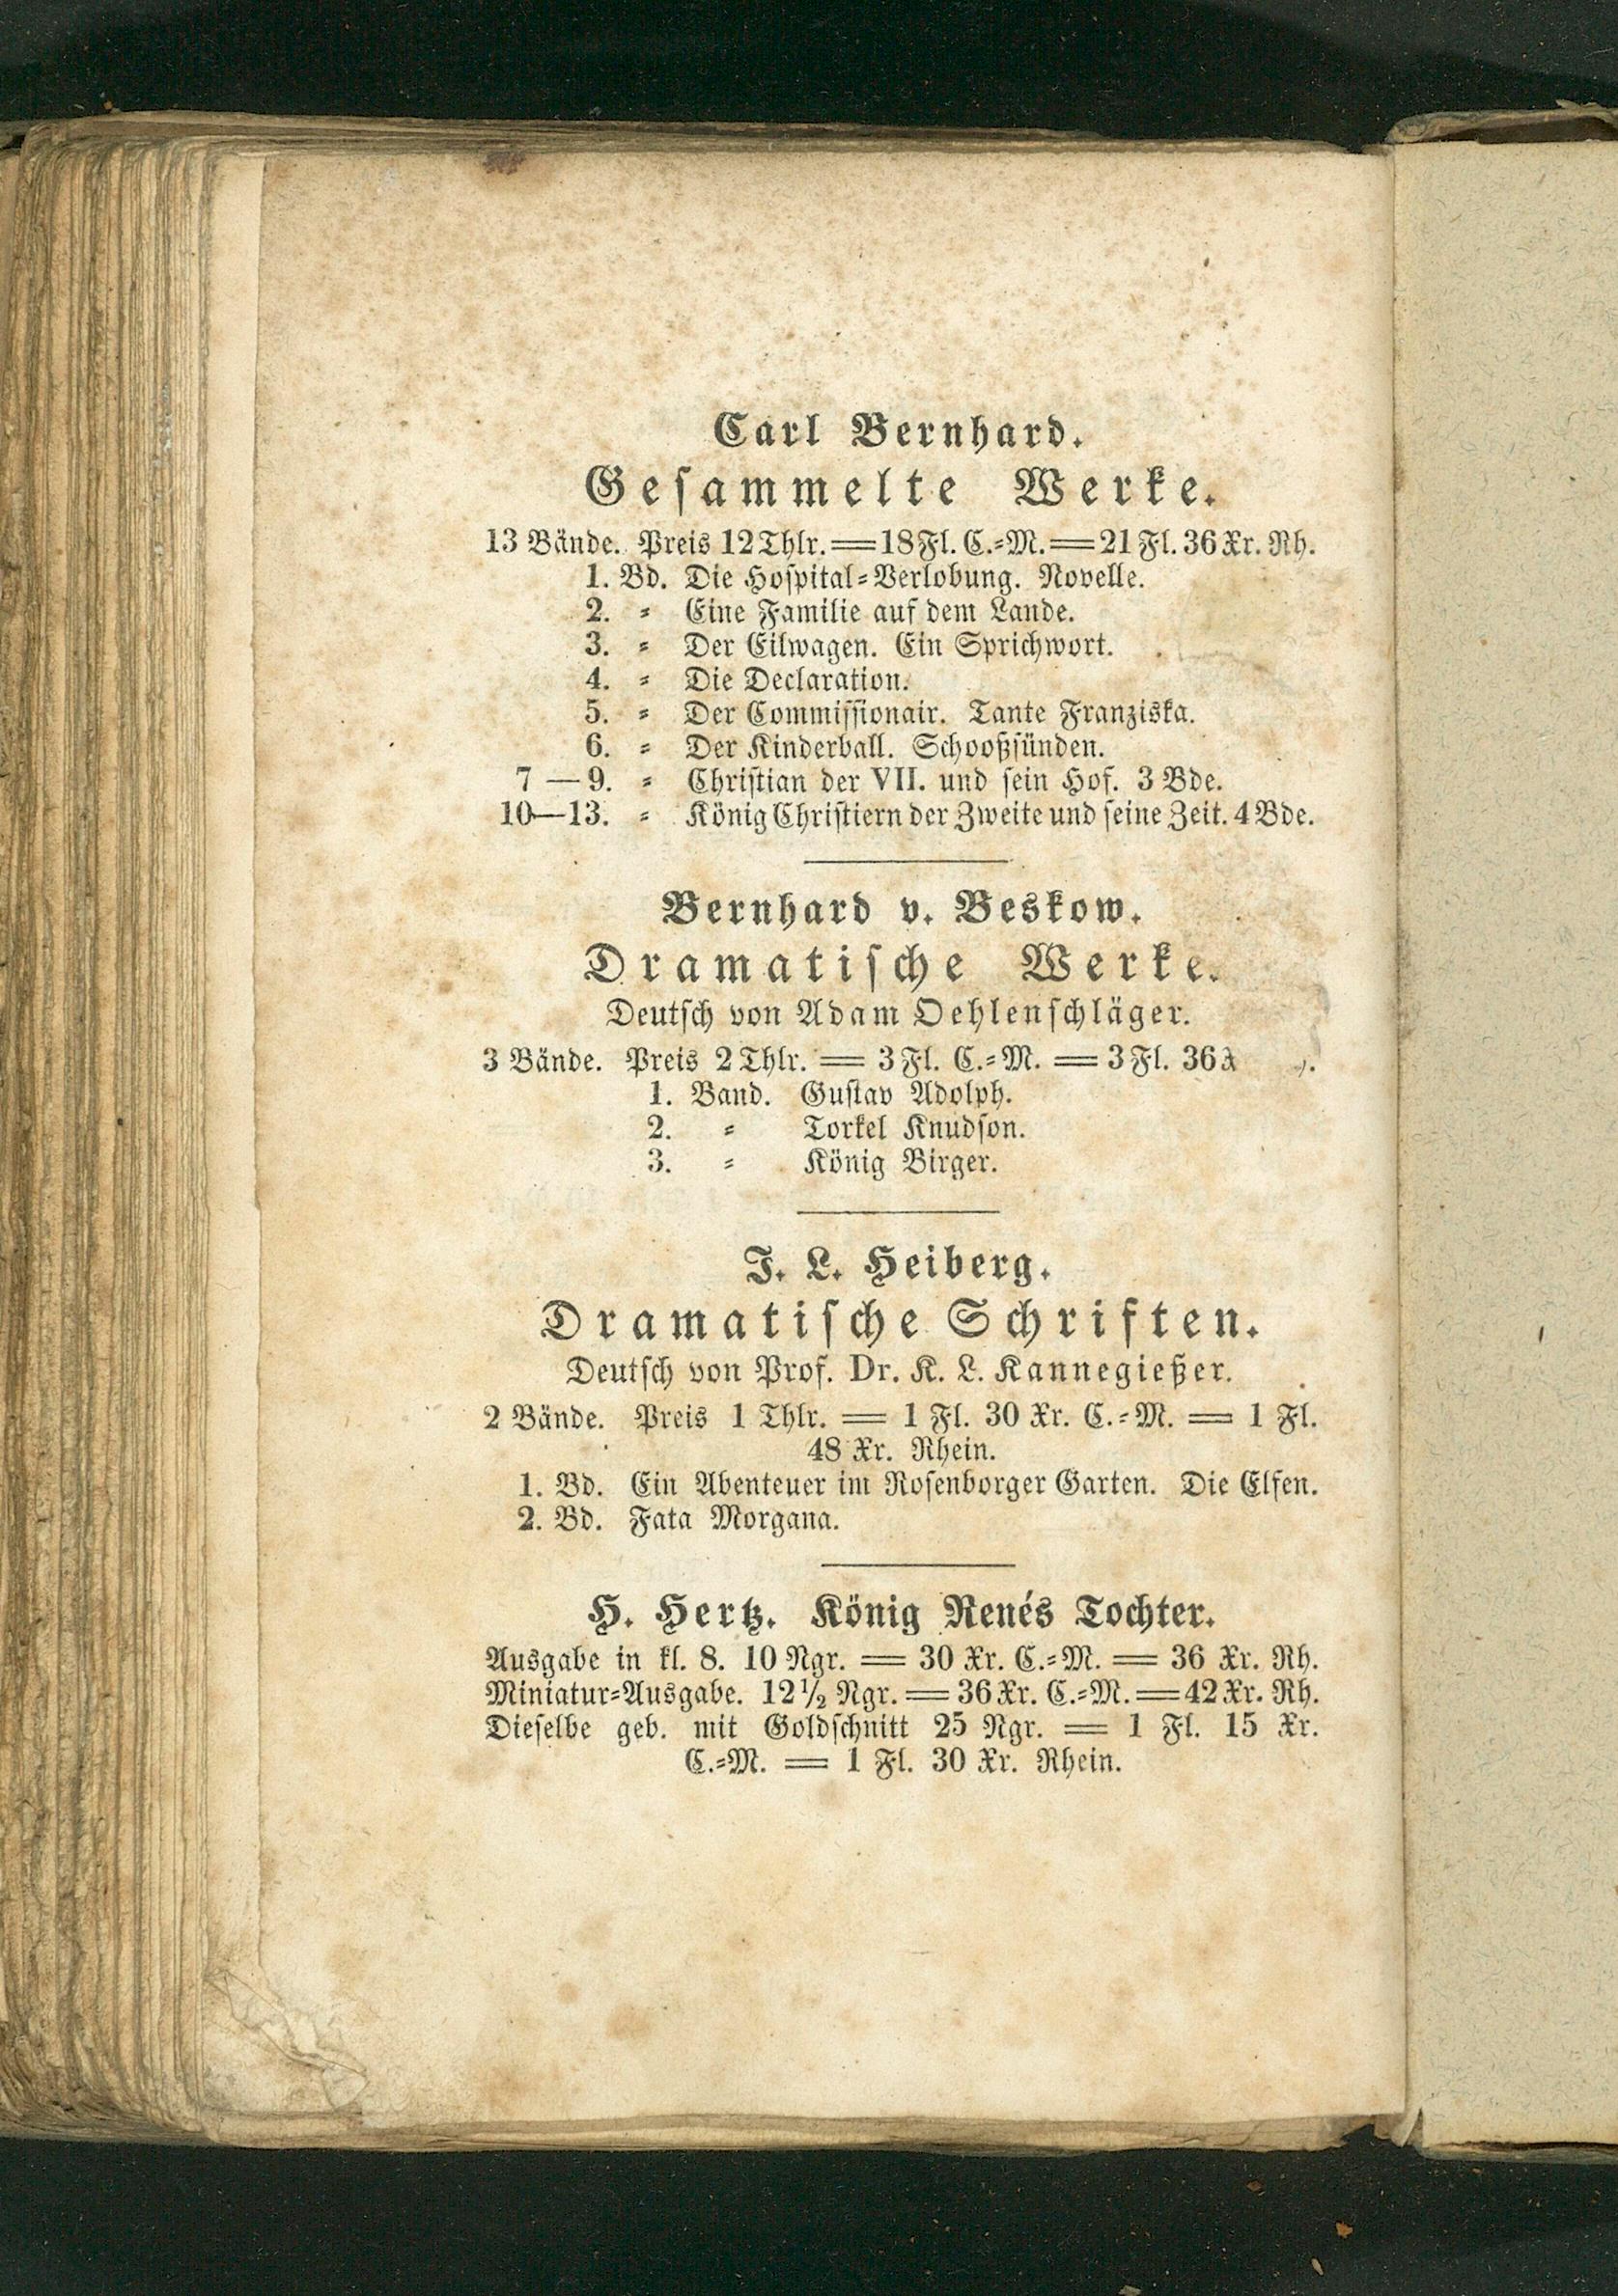 Carl Bernhard.
Gesammelte Werke.
13 Bände. Preis 12 Thlr. = 18 Fl. C.-M. = 21 Fl. 36 Xr. Rh.
1. Bd. Die Hospital-Verlobung. Novelle.
2. = Eine Familie auf dem Lande.
3. = Der Eilwagen. Ein Sprichwort.
4. = Die Declaration.
5. = Der Commissionair. Tante Franziska.
6. = Der Kinderball. Schooßsünden.
7 — 9. = Christian der VII. und sein Hof. 3 Bde.
10—13. = König Christiern der Zweite und seine Zeit. 4 Bde.
Bernhard v. Beskow.
Dramatische Werke.
Deutsch von Adam Oehlenschläger.
3 Bände. Preis 2 Thlr. = 3 Fl. C.-M. = 3 Fl. 36
1. Band. Gustav Adolph.
2. = Torkel Knudson.
3. = König Birger.
J. L. Heiberg.
Dramatische Schriften.
Deutsch von Prof. Dr. K. L. Kannegießer.
2 Bände. Preis 1 Thlr. = 1 Fl. 30 Xr. C.-M. = 1 Fl.
48 Xr. Rhein.
1. Bd. Ein Abenteuer im Rosenborger Garten. Die Elfen.
2. Bd. Fata Morgana.
H. Hertz. König Renés Tochter.
Ausgabe in kl. 8. 10 Ngr. = 30 Xr. C.-M. = 36 Xr. Rh.
Miniatur-Ausgabe. 12½ Ngr. = 36 Xr. C.-M. = 42 Xr. Rh.
Dieselbe geb. mit Goldschnitt 25 Ngr. = 1 Fl. 15 Xr.
C.-M. = 1 Fl. 30 Xr. Rhein.